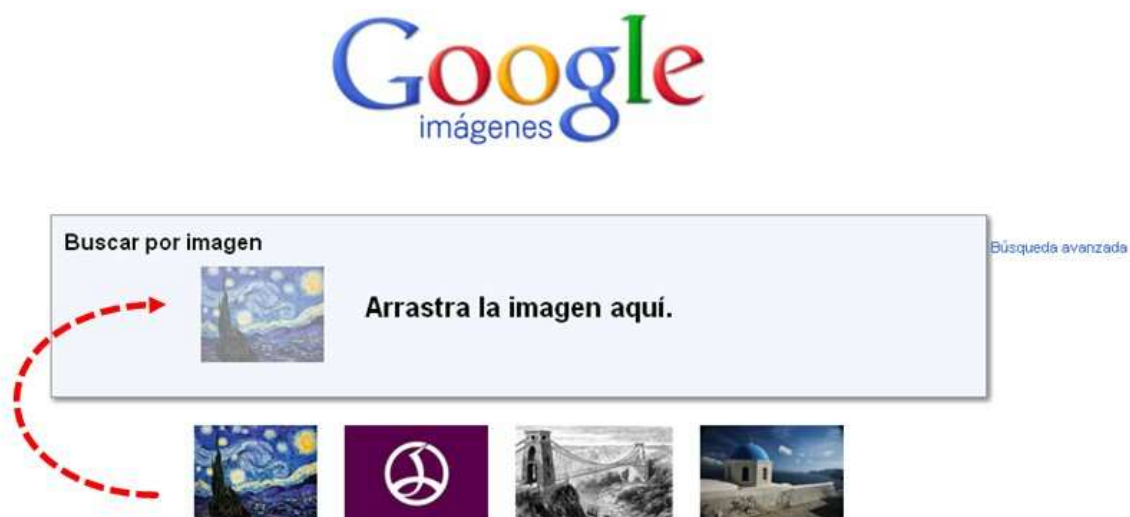 Google
imágenes
Buscar por imagen
Búsqueda avanzada
Arrastra la imagen aquí.